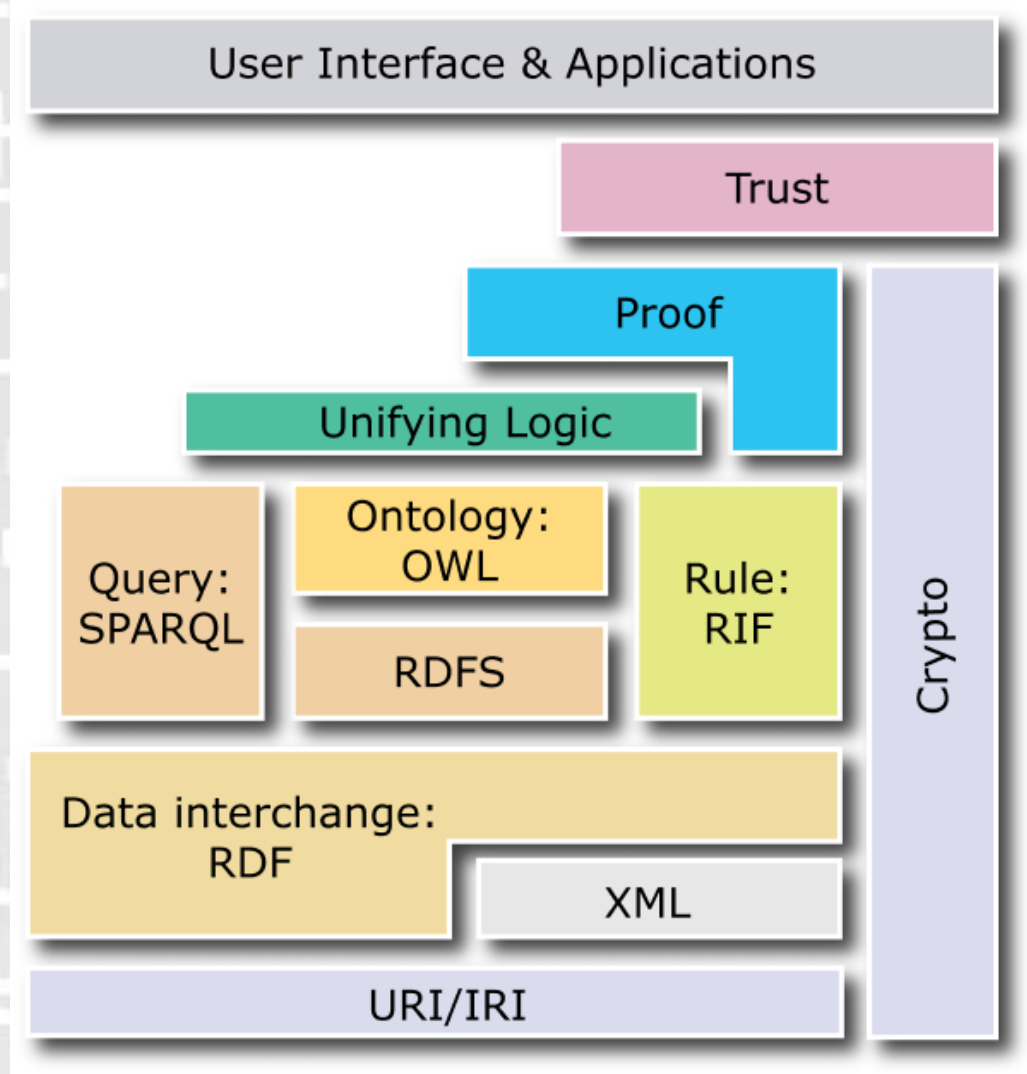 User Interface & Applications
Trust
Proof
Unifying Logic
Query:
SPARQL
Ontology:
OWL
RDFS
Rule:
RIF
Crypto
Data interchange:
RDF
XML
URI/IRI